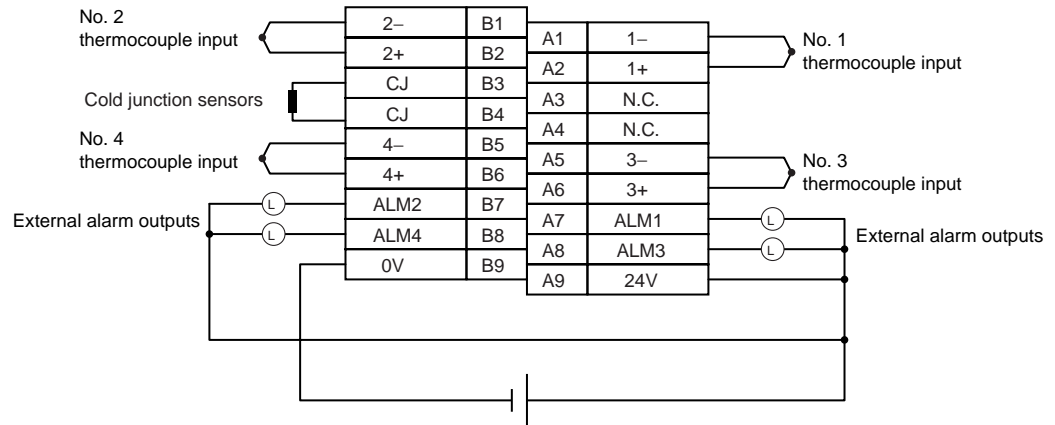 No. 2
thermocouple input
2– B1
2+ B2
Cold junction sensors
CJ B3
CJ B4
No. 4
thermocouple input
4– B5
4+ B6
External alarm outputs
L ALM2 B7
L ALM4 B8
0V B9
A1 1–
A2 1+
No. 1
thermocouple input
A3 N.C.
A4 N.C.
A5 3–
A6 3+
No. 3
thermocouple input
A7 ALM1 L
A8 ALM3 L
External alarm outputs
A9 24V